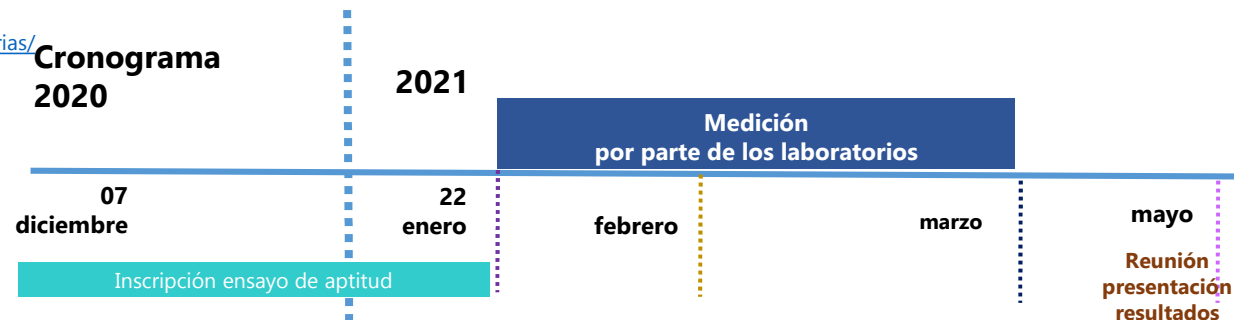 rias/
Cronograma
2020
2021
Medición
por parte de los laboratorios
07
diciembre
22
enero
febrero
marzo
mayo
Inscripción ensayo de aptitud
Reunión
presentación
resultados